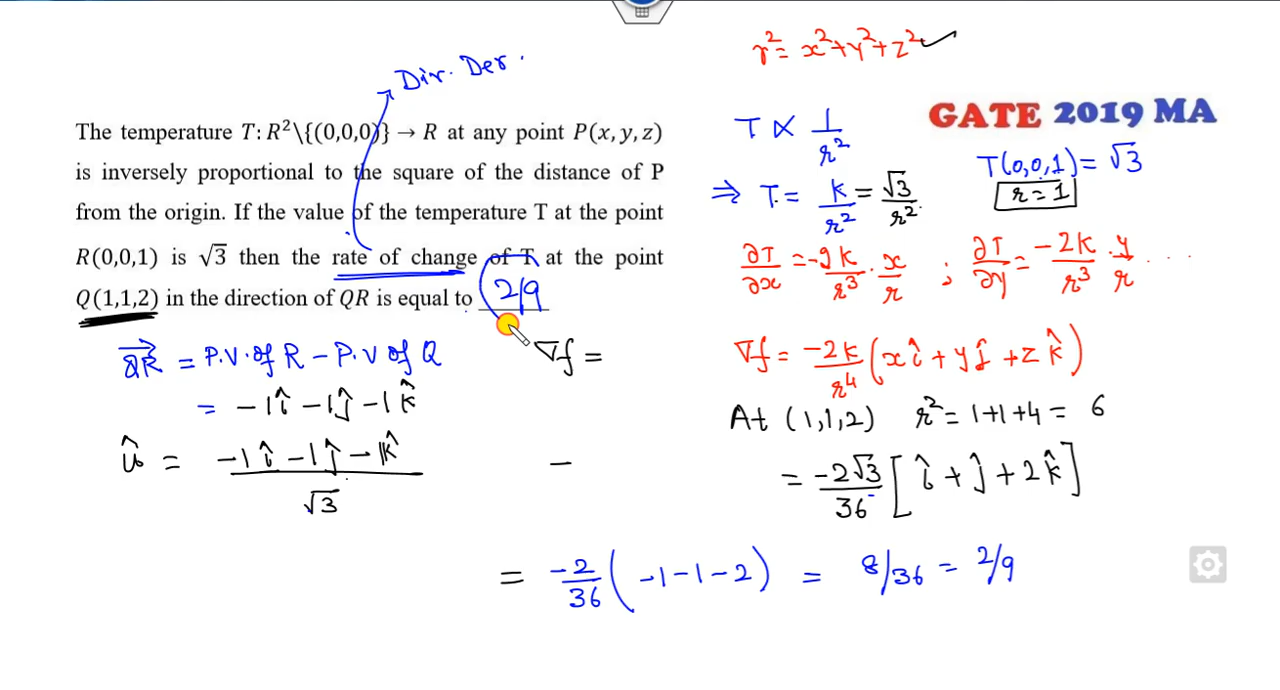 r² = x²+y²+z² ✓
Dir. Der.
GATE 2019 MA
The temperature T: R²\{(0,0,0)} → R at any point P(x, y, z)
is inversely proportional to the square of the distance of P
from the origin. If the value of the temperature T at the point
R(0,0,1) is √3 then the rate of change of T at the point
Q(1,1,2) in the direction of QR is equal to 2/9
T ∝ 1/r²
T(0,0,1) = √3
⇒ T = k/r² = √3/r²
r = 1
∂T/∂x = -2k/r³ · x/r ; ∂T/∂y = -2k/r³ · y/r ....
QR = P.V. of R - P.V of Q
∇f =
∇f = -2k/r⁴ (xî + yĵ + zk̂)
= -1î - 1ĵ - 1k̂
At (1,1,2) r² = 1+1+4 = 6
û = (-1î - 1ĵ - k̂)/√3
= -2√3/36 [î + ĵ + 2k̂]
= -2/36 (-1-1-2) = 8/36 = 2/9